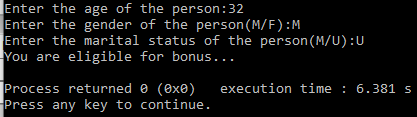 Enter the age of the person:32
Enter the gender of the person(M/F):M
Enter the marital status of the person(M/U):U
You are eligible for bonus...
Process returned 0 (0x0)   execution time : 6.381 s
Press any key to continue.